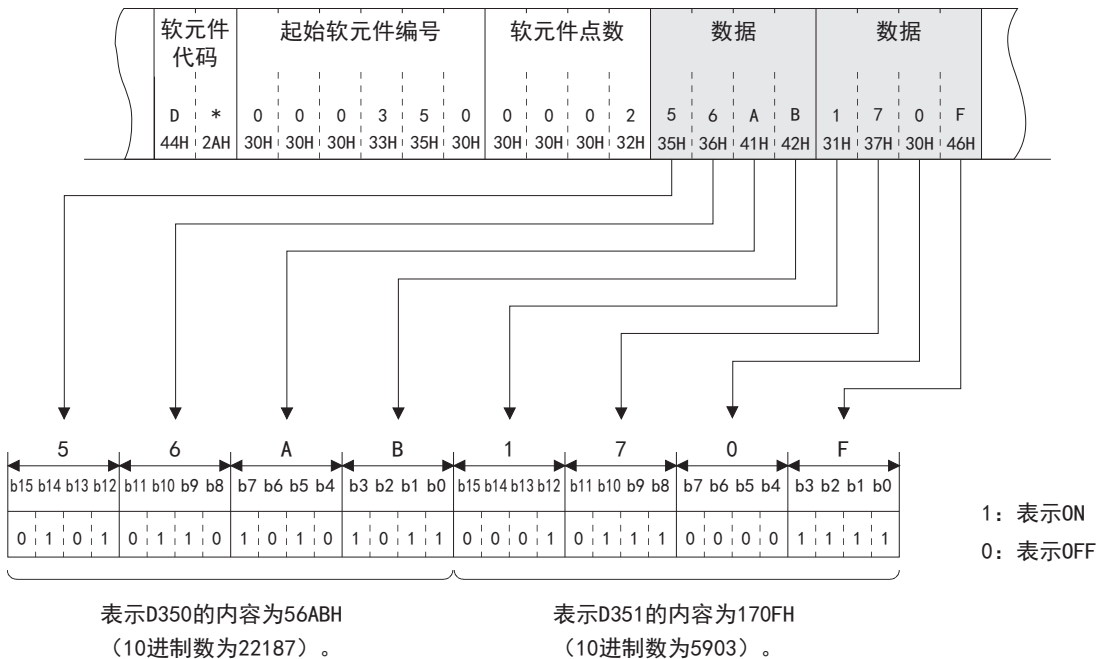 软元件代码 起始软元件编号 软元件点数 数据 数据
D * 0 0 0 3 5 0 0 0 0 2 5 6 A B 1 7 0 F
44H 2AH 30H 30H 30H 33H 35H 30H 30H 30H 30H 32H 35H 36H 41H 42H 31H 37H 30H 46H
5 6 A B 1 7 0 F
b15 b14 b13 b12 b11 b10 b9 b8 b7 b6 b5 b4 b3 b2 b1 b0 b15 b14 b13 b12 b11 b10 b9 b8 b7 b6 b5 b4 b3 b2 b1 b0
0 1 0 1 0 1 1 0 1 0 1 0 1 0 1 1 0 0 0 1 0 1 1 1 0 0 0 0 1 1 1 1
1：表示ON
0：表示OFF
表示D350的内容为56ABH
（10进制数为22187）。
表示D351的内容为170FH
（10进制数为5903）。